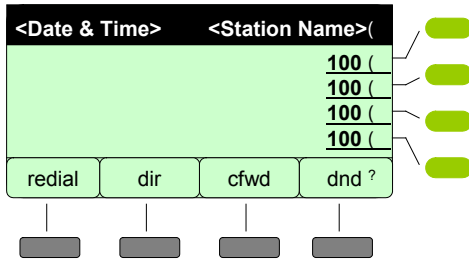 <Date & Time> <Station Name>(
100 (
100 (
100 (
100 (
redial dir cfwd dnd ?